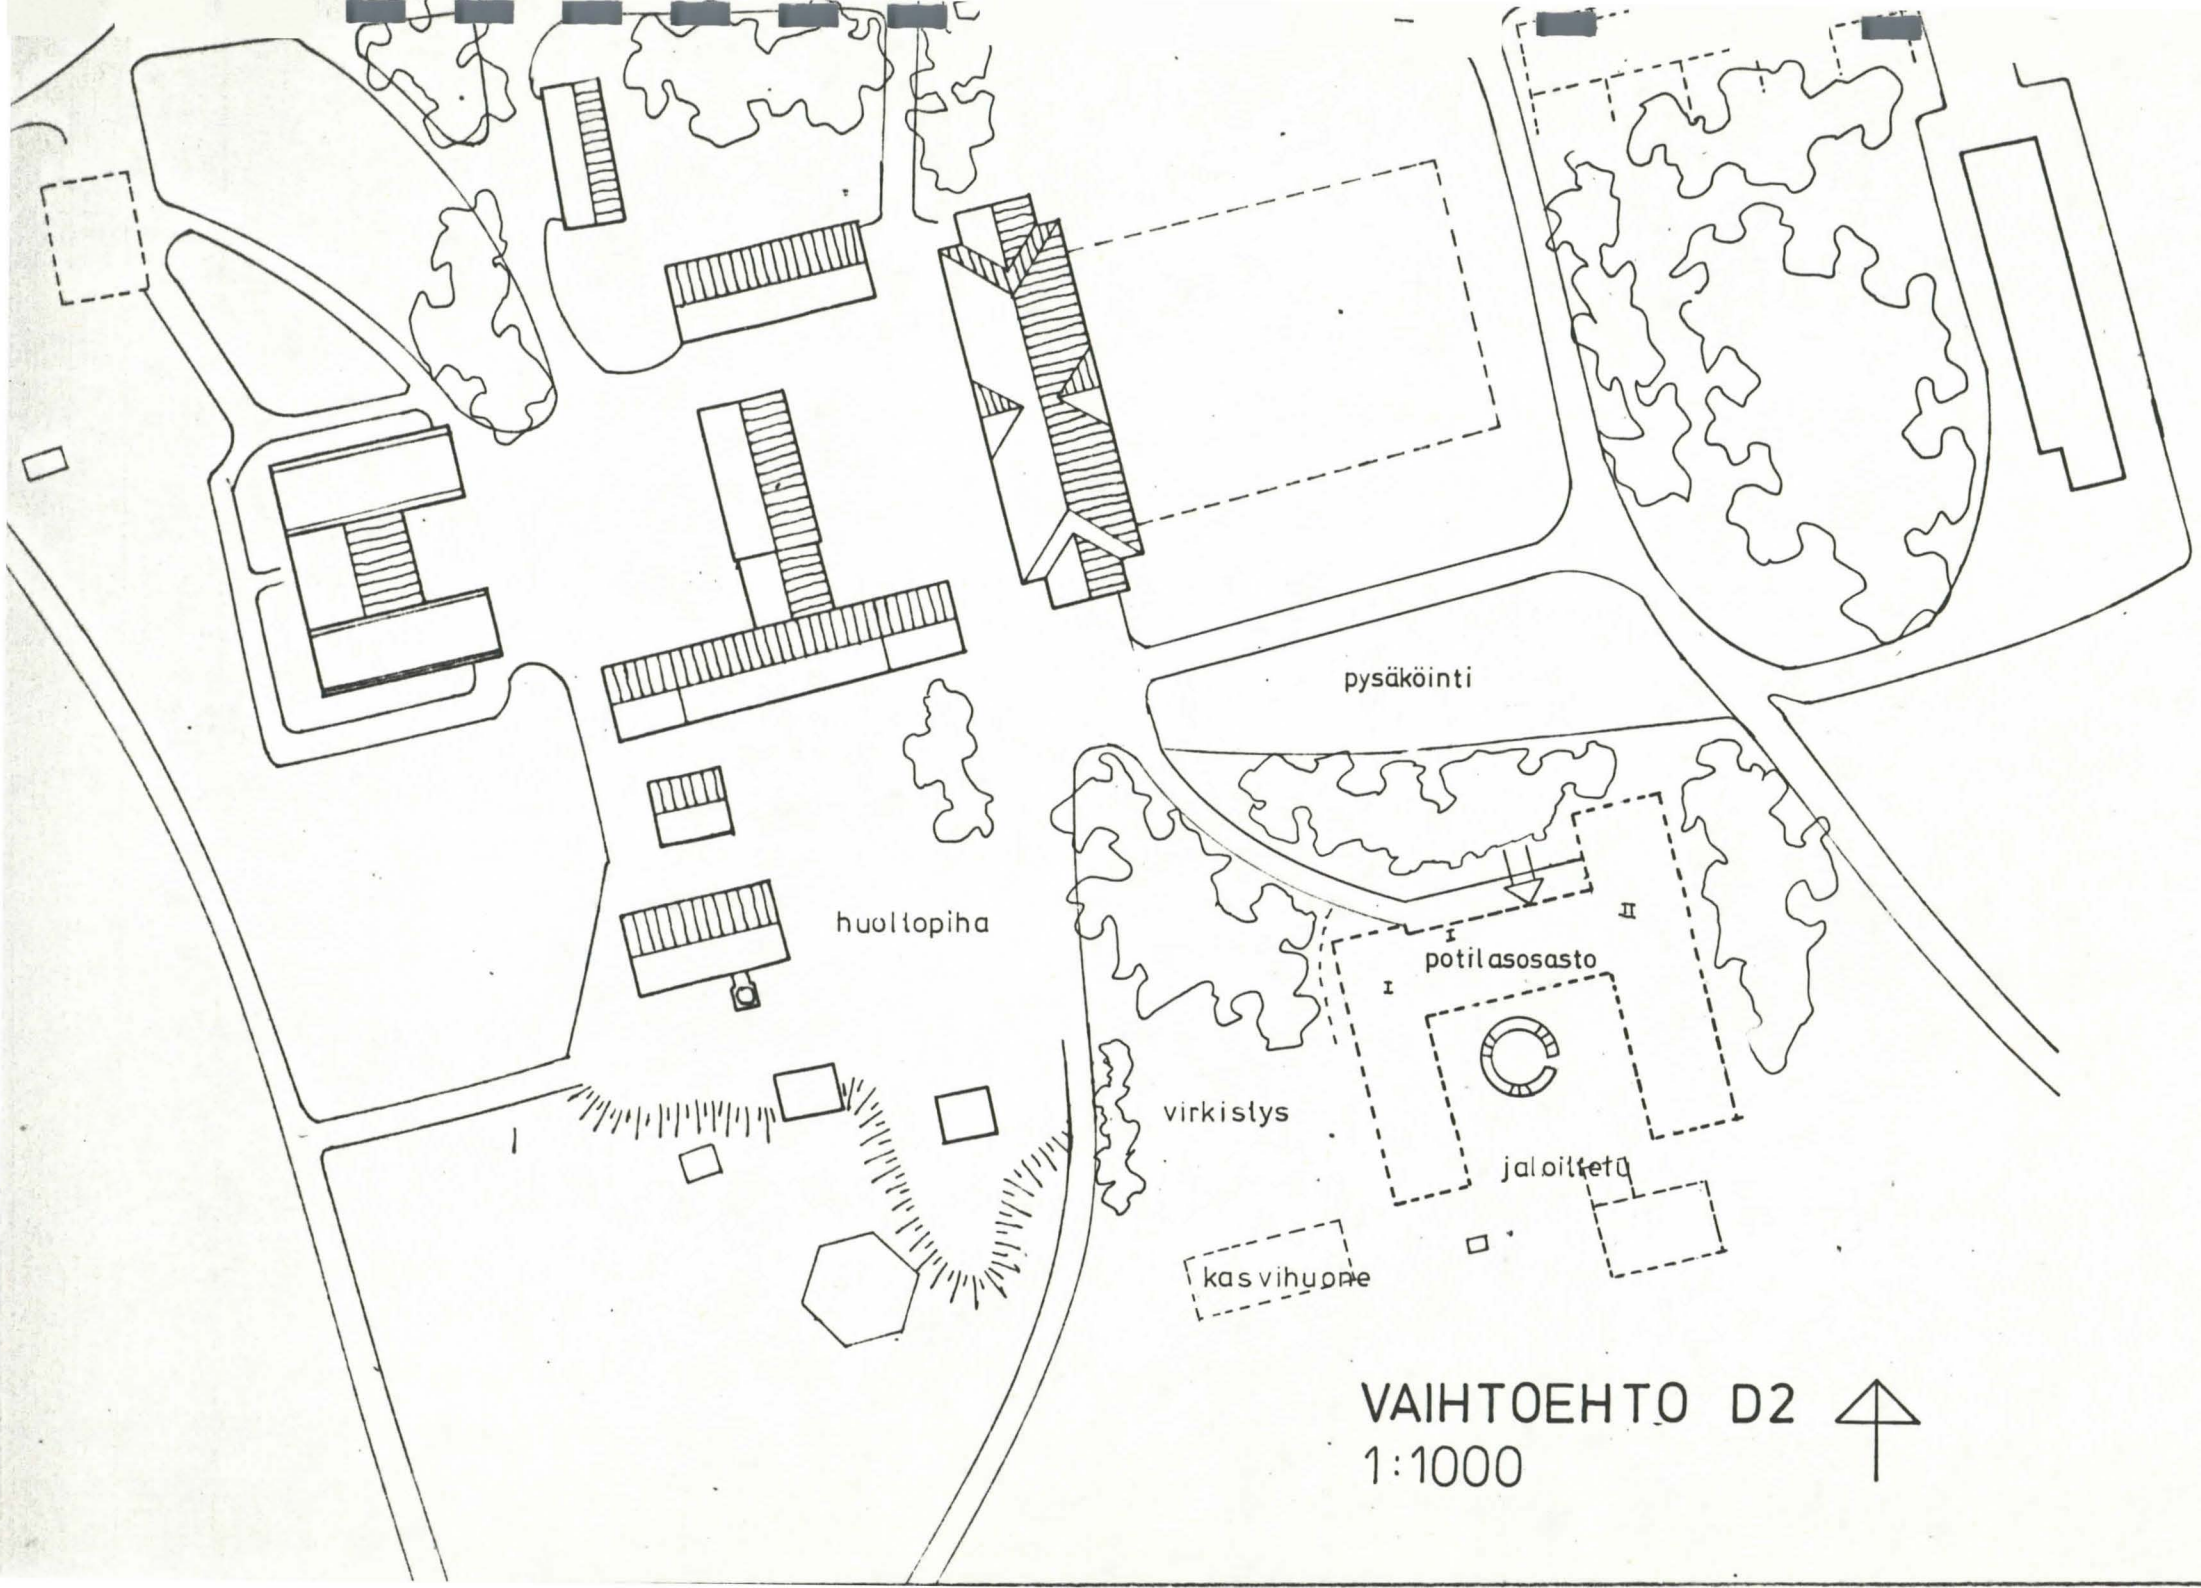 pysäköinti
huoltopiha
II
I
potilasosasto
I
virkistys
jaloittelu
kasvihuone
VAIHTOEHTO D2
1:1000